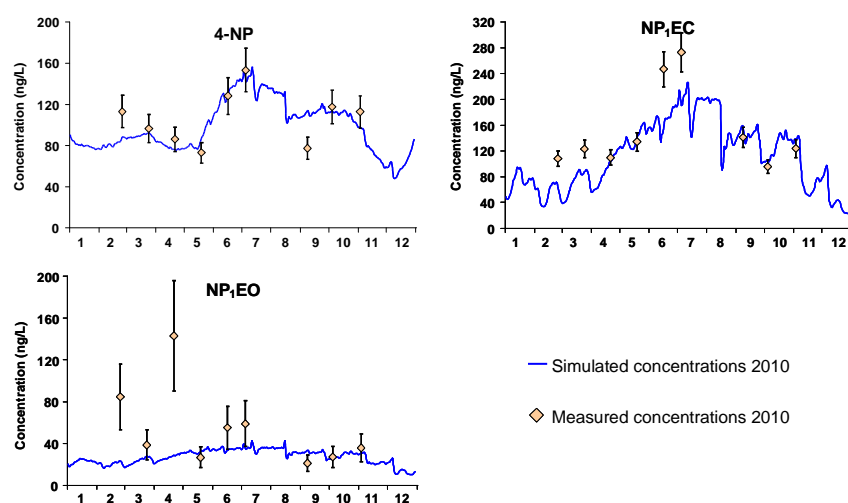 4-NP
Concentration (ng/L)
200
160
120
80
40
0
1 2 3 4 5 6 7 8 9 10 11 12
NP₁EC
Concentration (ng/L)
320
280
240
200
160
120
80
40
0
1 2 3 4 5 6 7 8 9 10 11 12
NP₁EO
Concentration (ng/L)
200
160
120
80
40
0
1 2 3 4 5 6 7 8 9 10 11 12
Simulated concentrations 2010
Measured concentrations 2010